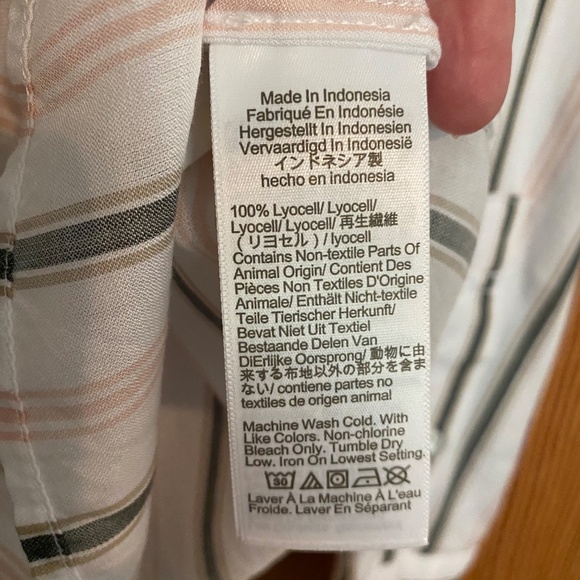 Made In Indonesia
Fabriqué En Indonésie
Hergestellt In Indonesien
Vervaardigd In Indonesië
インドネシア製
hecho en indonesia
100% Lyocell/ Lyocell/
Lyocell/ Lyocell/ 再生繊維
（リヨセル）/ lyocell
Contains Non-textile Parts Of
Animal Origin/ Contient Des
Pièces Non Textiles D'Origine
Animale/ Enthält Nicht-textile
Teile Tierischer Herkunft/
Bevat Niet Uit Textiel
Bestaande Delen Van
DiErlijke Oorsprong/ 動物に由
来する布地以外の部分を含ま
ない/ contiene partes no
textiles de origen animal
Machine Wash Cold. With
Like Colors. Non-chlorine
Bleach Only. Tumble Dry
Low. Iron On Lowest Setting.
30
Laver À La Machine À L'eau
Froide. Laver En Séparant